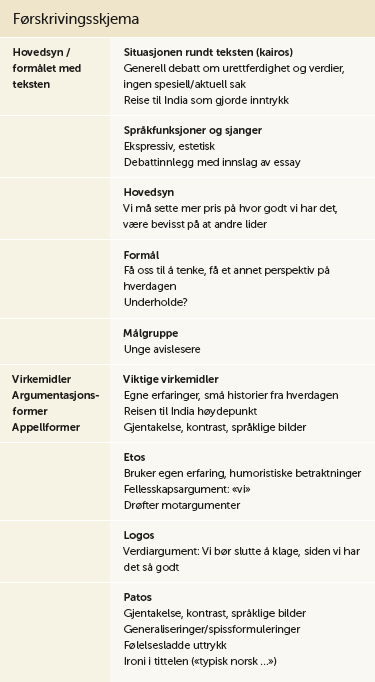 Førskrivingsskjema
Hovedsyn /
formålet med
teksten
Situasjonen rundt teksten (kairos)
Generell debatt om urettferdighet og verdier,
ingen spesiell/aktuell sak
Reise til India som gjorde inntrykk
Språkfunksjoner og sjanger
Ekspressiv, estetisk
Debattinnlegg med innslag av essay
Hovedsyn
Vi må sette mer pris på hvor godt vi har det,
være bevisst på at andre lider
Formål
Få oss til å tenke, få et annet perspektiv på
hverdagen
Underholde?
Målgruppe
Unge avislesere
Virkemidler
Argumentasjons-
former
Appellformer
Viktige virkemidler
Egne erfaringer, små historier fra hverdagen
Reisen til India høydepunkt
Gjentakelse, kontrast, språklige bilder
Etos
Bruker egen erfaring, humoristiske betraktninger
Fellesskapsargument: «vi»
Drøfter motargumenter
Logos
Verdiargument: Vi bør slutte å klage, siden vi har
det så godt
Patos
Gjentakelse, kontrast, språklige bilder
Generaliseringer/spissformuleringer
Følelsesladde uttrykk
Ironi i tittelen («typisk norsk ...»)